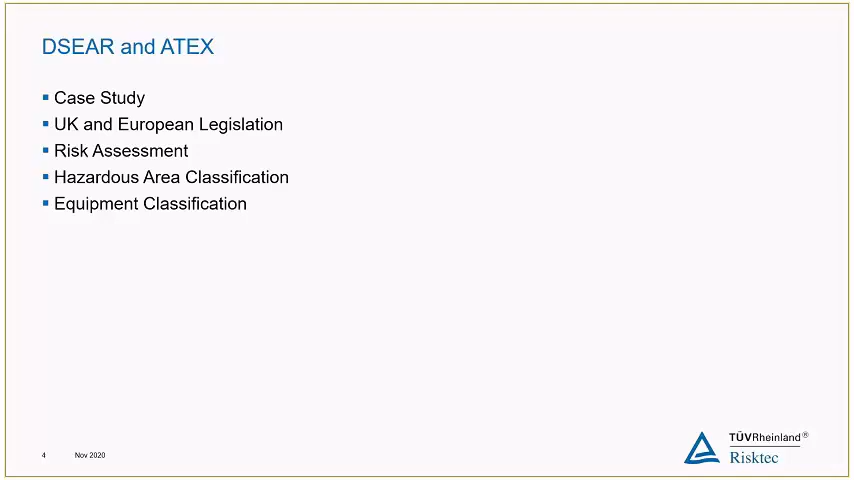 DSEAR and ATEX
▪ Case Study
▪ UK and European Legislation
▪ Risk Assessment
▪ Hazardous Area Classification
▪ Equipment Classification
4 Nov 2020
TÜVRheinland®
Risktec